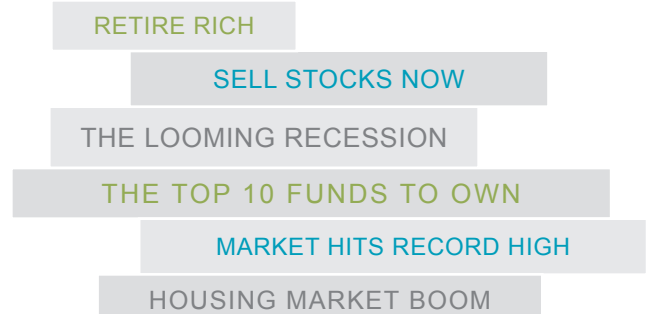 RETIRE RICH
SELL STOCKS NOW
THE LOOMING RECESSION
THE TOP 10 FUNDS TO OWN
MARKET HITS RECORD HIGH
HOUSING MARKET BOOM